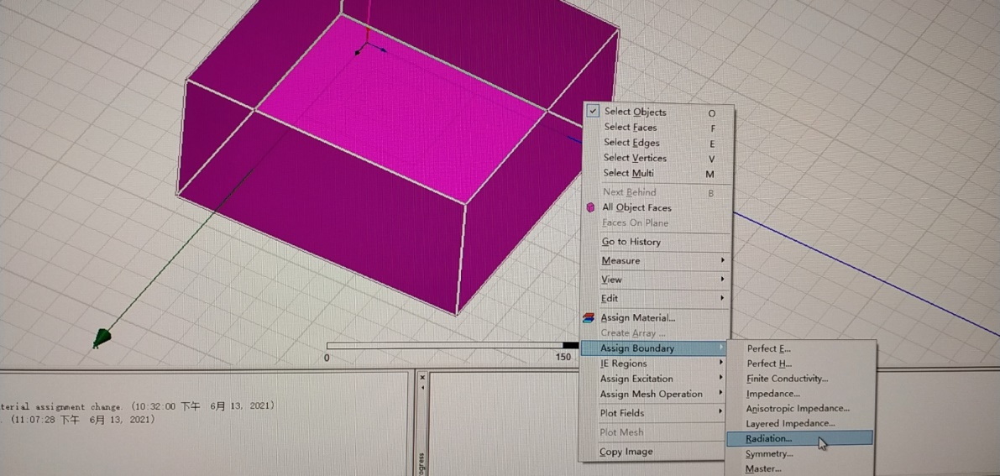 Select Objects O
Select Faces F
Select Edges E
Select Vertices V
Select Multi M
Next Behind B
All Object Faces
Faces On Plane
Go to History
Measure
View
Edit
Assign Material...
Create Array ...
Assign Boundary
IE Regions
Assign Excitation
Assign Mesh Operation
Plot Fields
Plot Mesh
Copy Image
Perfect E...
Perfect H...
Finite Conductivity...
Impedance...
Anisotropic Impedance...
Layered Impedance...
Radiation...
Symmetry...
Master...
0
150
terial assignment change. (10:32:00 下午 6月 13, 2021)
. (11:07:28 下午 6月 13, 2021)
ogress